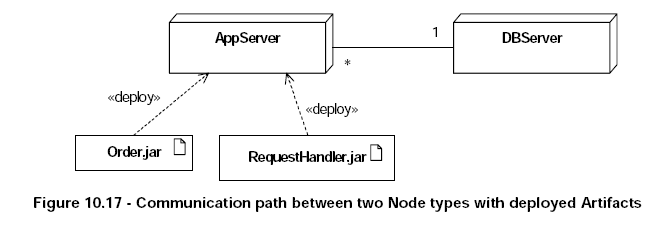 AppServer
1
DBServer
*
«deploy»
«deploy»
Order.jar
RequestHandler.jar
Figure 10.17 - Communication path between two Node types with deployed Artifacts